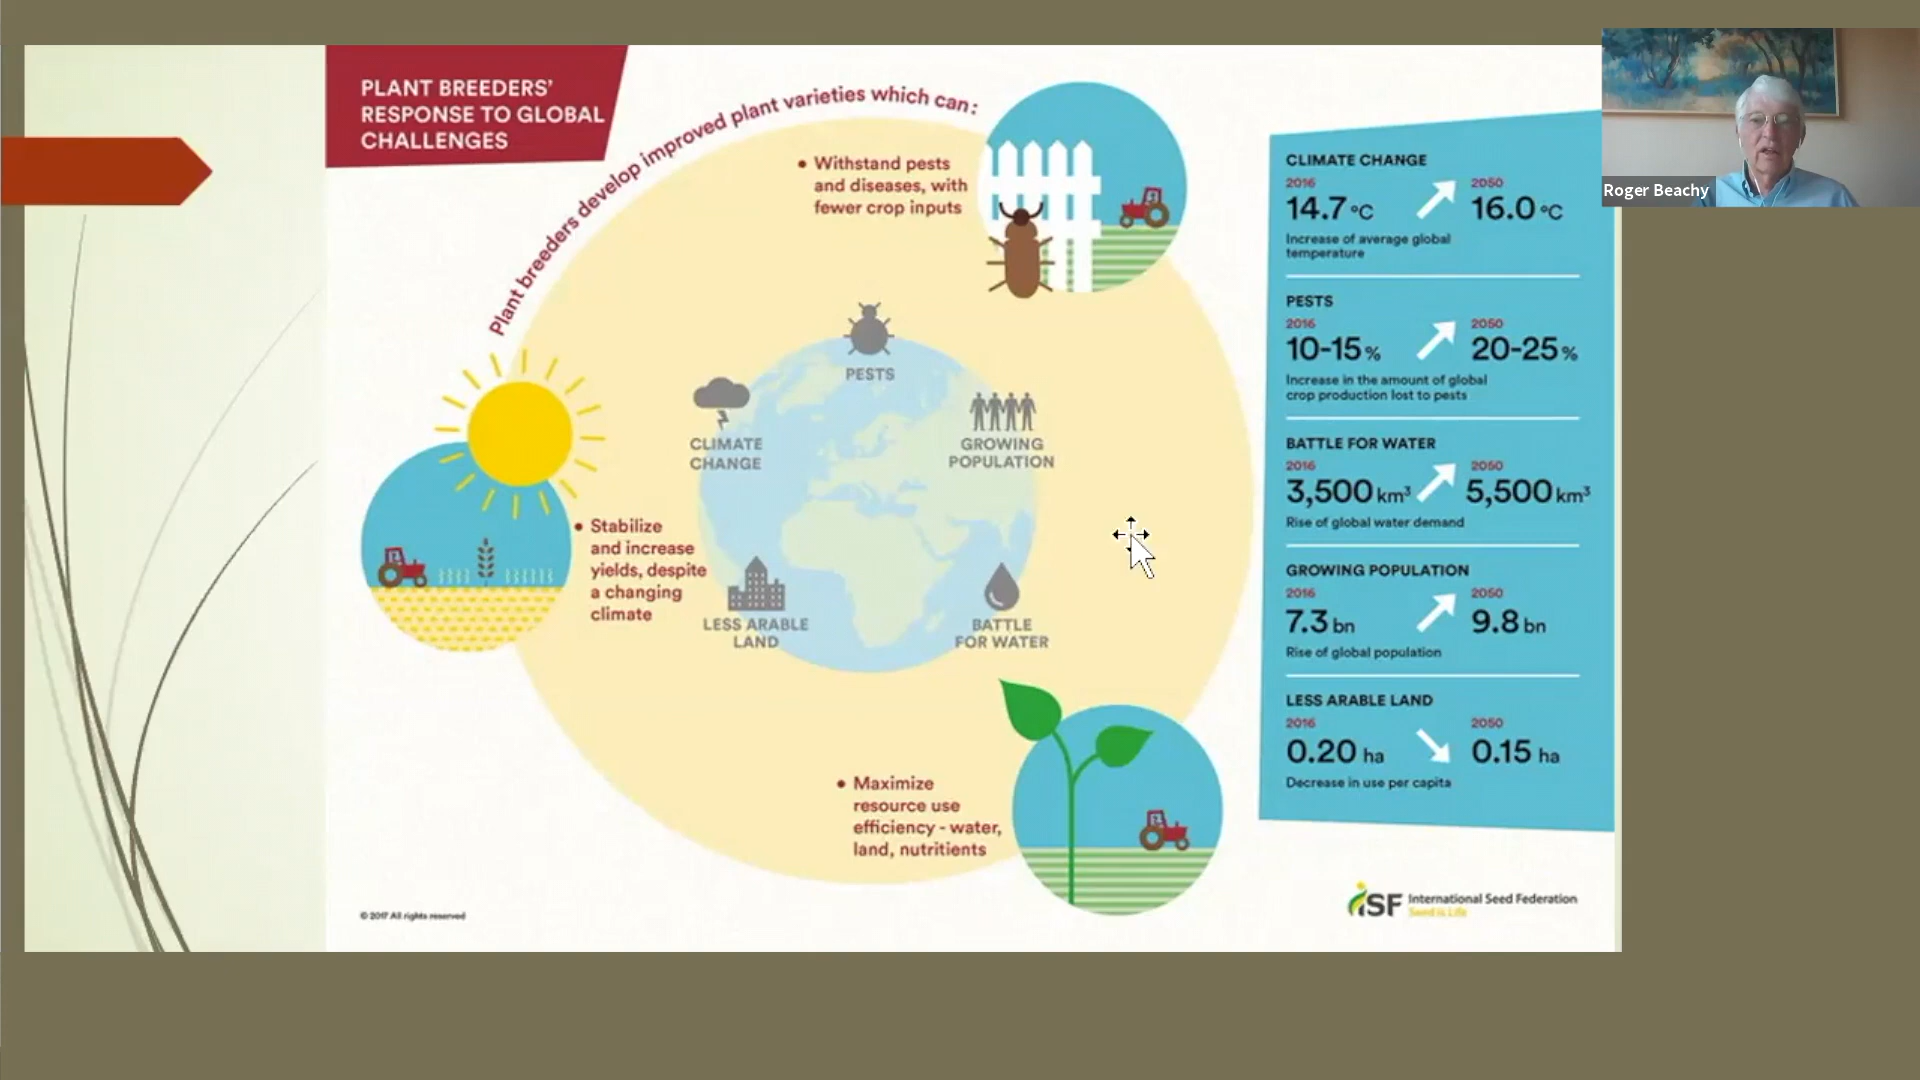 PLANT BREEDERS’
RESPONSE TO GLOBAL
CHALLENGES
Plant breeders develop improved plant varieties which can:
• Withstand pests
and diseases, with
fewer crop inputs
PESTS
CLIMATE
CHANGE
GROWING
POPULATION
• Stabilize
and increase
yields, despite
a changing
climate
LESS ARABLE
LAND
BATTLE
FOR WATER
• Maximize
resource use
efficiency - water,
land, nutritients
© 2017 All rights reserved
CLIMATE CHANGE
2016 2050
14.7 °C 16.0 °C
Increase of average global
temperature
PESTS
2016 2050
10-15 % 20-25 %
Increase in the amount of global
crop production lost to pests
BATTLE FOR WATER
2016 2050
3,500 km³ 5,500 km³
Rise of global water demand
GROWING POPULATION
2016 2050
7.3 bn 9.8 bn
Rise of global population
LESS ARABLE LAND
2016 2050
0.20 ha 0.15 ha
Decrease in use per capita
iSF International Seed Federation
Seed is Life
Roger Beachy